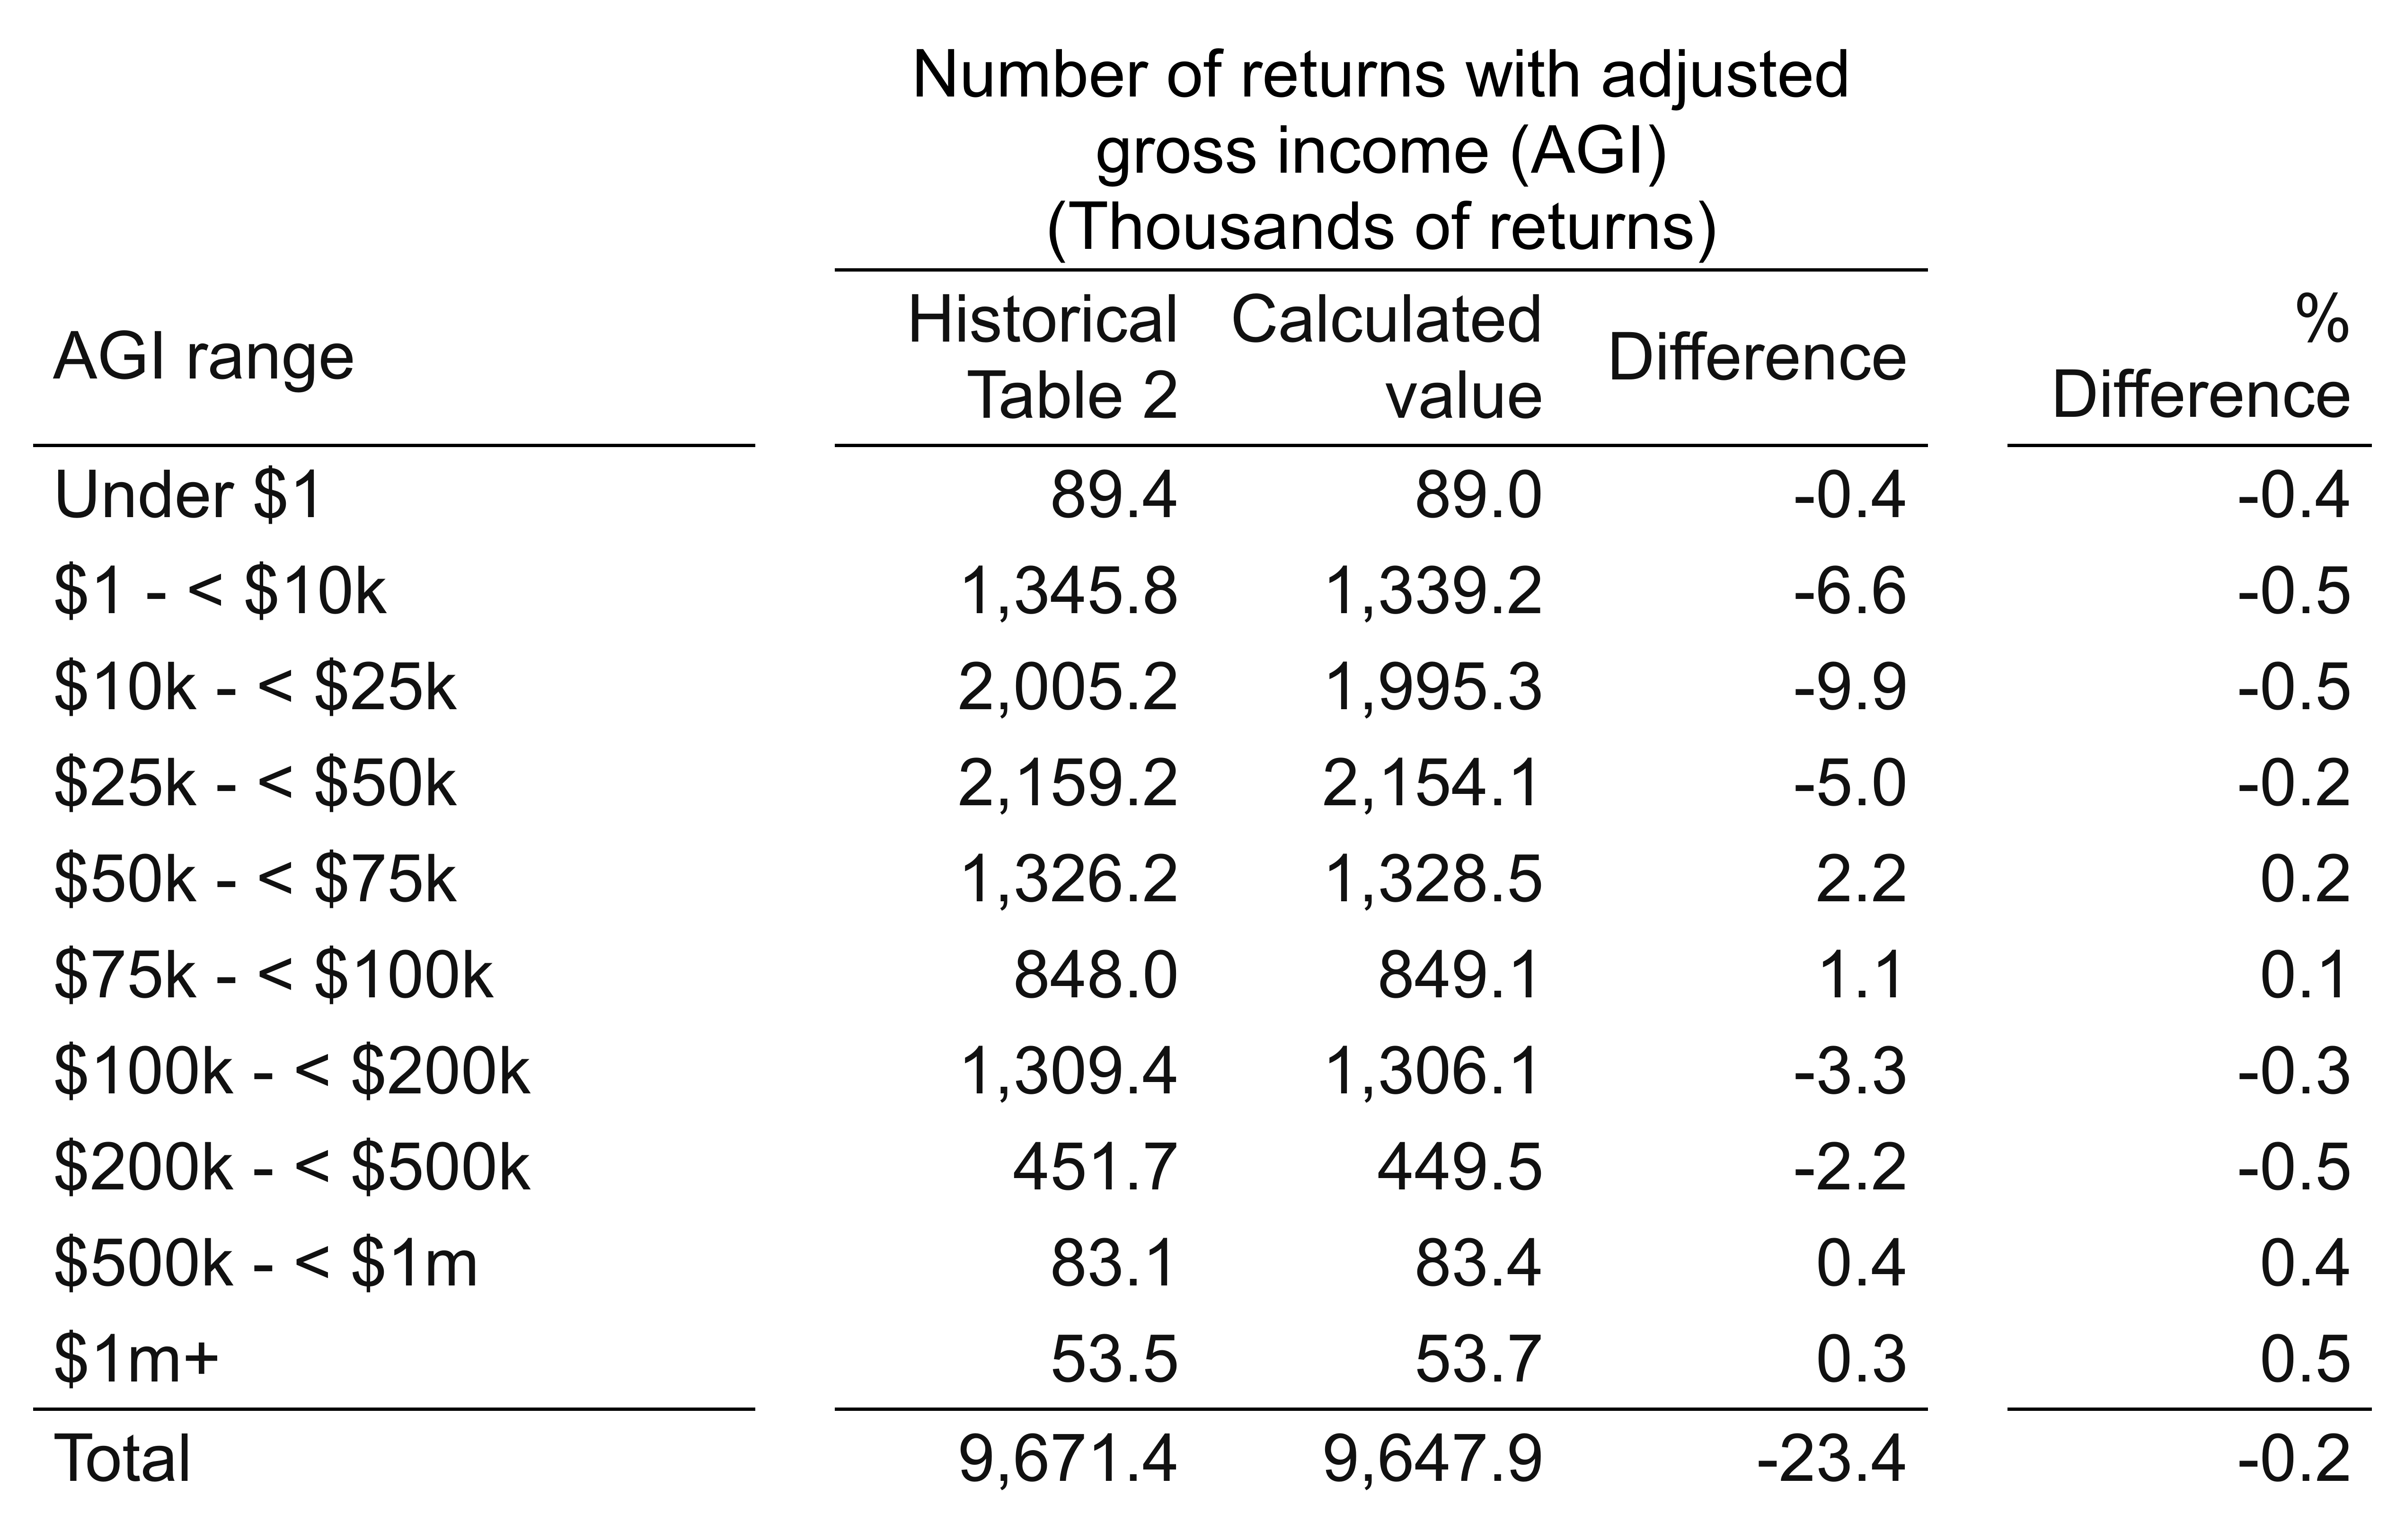 Number of returns with adjusted
gross income (AGI)
(Thousands of returns)
AGI range Historical Table 2 Calculated value Difference % Difference
Under $1 89.4 89.0 -0.4 -0.4
$1 - < $10k 1,345.8 1,339.2 -6.6 -0.5
$10k - < $25k 2,005.2 1,995.3 -9.9 -0.5
$25k - < $50k 2,159.2 2,154.1 -5.0 -0.2
$50k - < $75k 1,326.2 1,328.5 2.2 0.2
$75k - < $100k 848.0 849.1 1.1 0.1
$100k - < $200k 1,309.4 1,306.1 -3.3 -0.3
$200k - < $500k 451.7 449.5 -2.2 -0.5
$500k - < $1m 83.1 83.4 0.4 0.4
$1m+ 53.5 53.7 0.3 0.5
Total 9,671.4 9,647.9 -23.4 -0.2